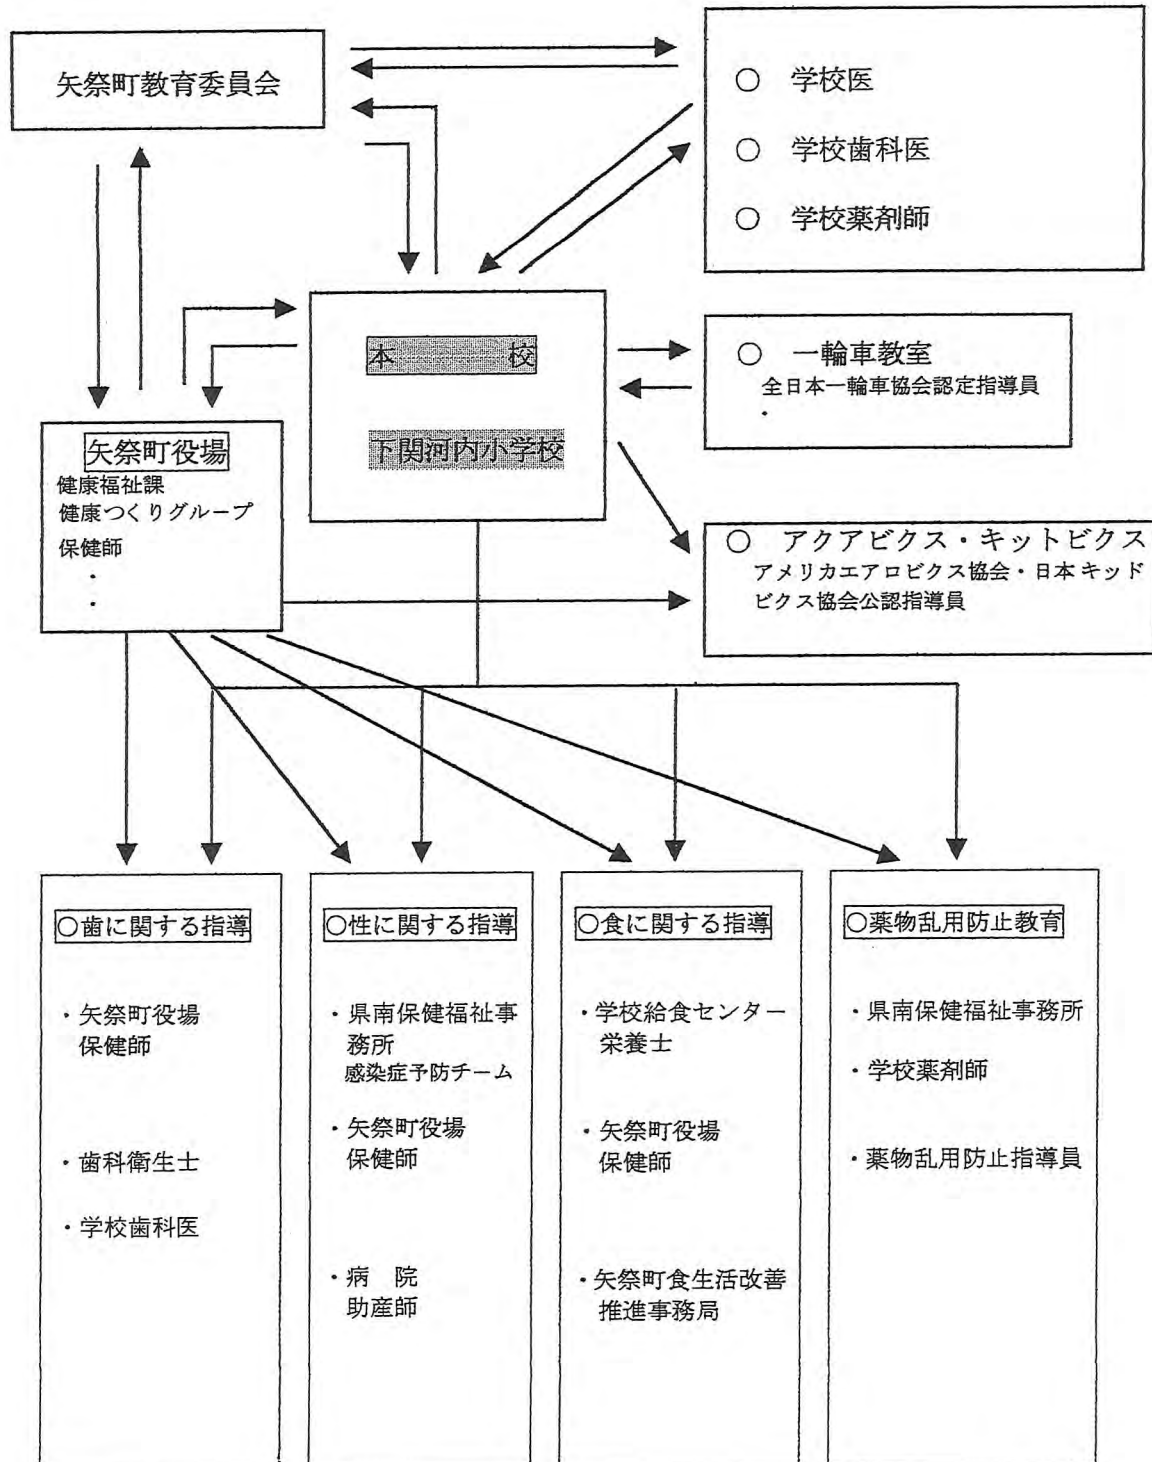 矢祭町教育委員会
○ 学校医
○ 学校歯科医
○ 学校薬剤師
本 校
下関河内小学校
○ 一輪車教室
全日本一輪車協会認定指導員
・
矢祭町役場
健康福祉課
健康つくりグループ
保健師
・
・
○ アクアビクス・キットビクス
アメリカエアロビクス協会・日本キッド
ビクス協会公認指導員
○歯に関する指導
・矢祭町役場
保健師
・歯科衛生士
・学校歯科医
○性に関する指導
・県南保健福祉事
務所
感染症予防チーム
・矢祭町役場
保健師
・病 院
助産師
○食に関する指導
・学校給食センター
栄養士
・矢祭町役場
保健師
・矢祭町食生活改善
推進事務局
○薬物乱用防止教育
・県南保健福祉事務所
・学校薬剤師
・薬物乱用防止指導員